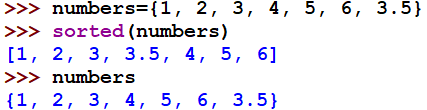 >>> numbers={1, 2, 3, 4, 5, 6, 3.5}
>>> sorted(numbers)
[1, 2, 3, 3.5, 4, 5, 6]
>>> numbers
{1, 2, 3, 4, 5, 6, 3.5}